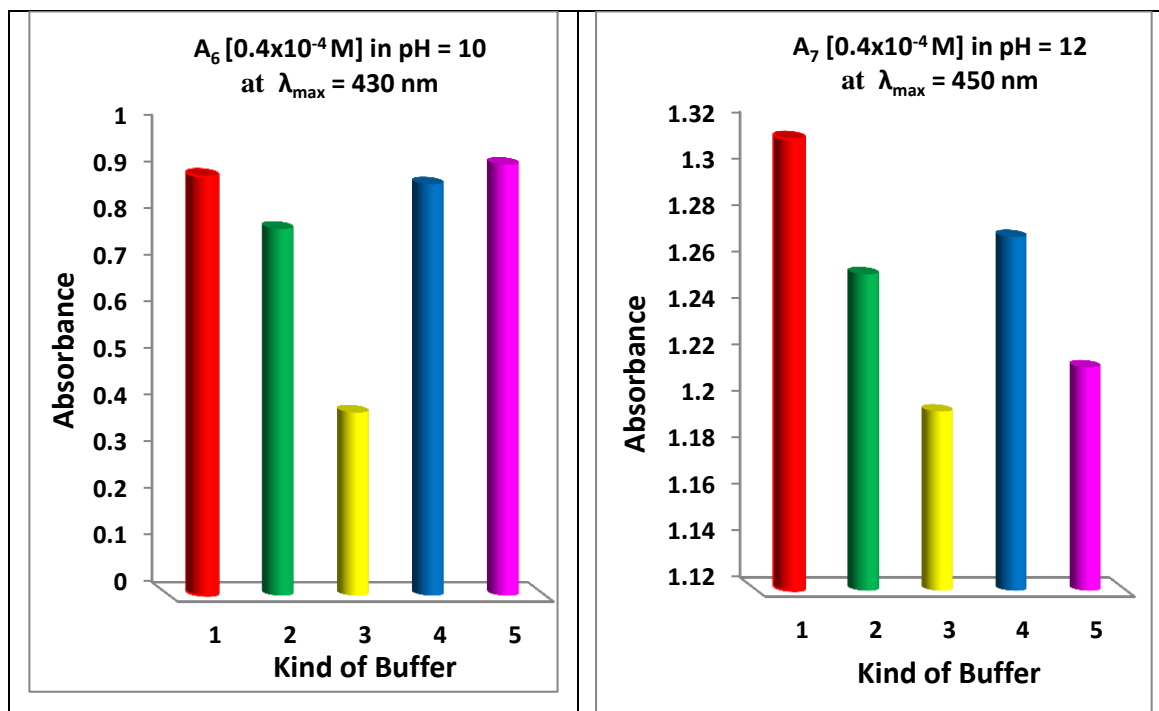 A₆ [0.4x10⁻⁴ M] in pH = 10
at λmax = 430 nm
1
0.9
0.8
0.7
0.6
0.5
0.4
0.3
0.2
0.1
0
Absorbance
1 2 3 4 5
Kind of Buffer
A₇ [0.4x10⁻⁴ M] in pH = 12
at λmax = 450 nm
1.32
1.3
1.28
1.26
1.24
1.22
1.2
1.18
1.16
1.14
1.12
Absorbance
1 2 3 4 5
Kind of Buffer